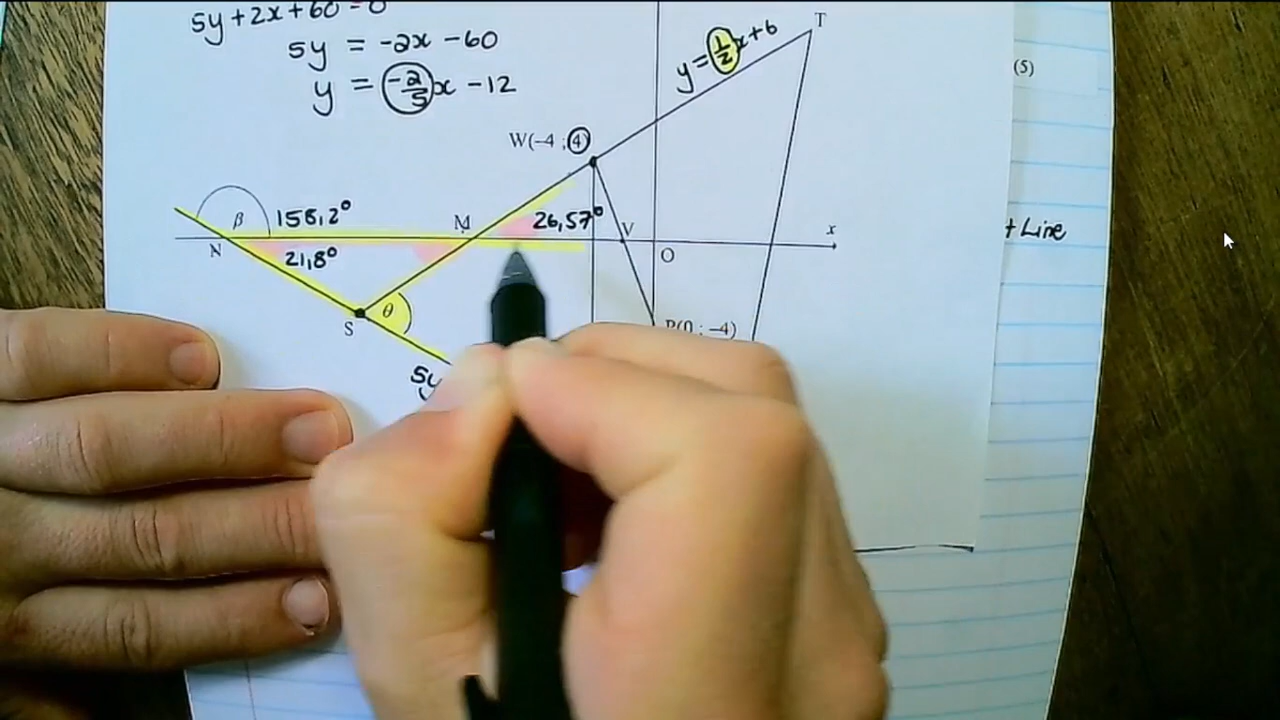 5y + 2x + 60 = 0
5y = -2x - 60
y = -2/5 x - 12
y = 1/2 x + 6
T
(5)
W(-4 ; 4)
β 158,2°
M
26,57°
V
N
21,8°
O
x
+ Line
θ
S
P(0 ; -4)
5y